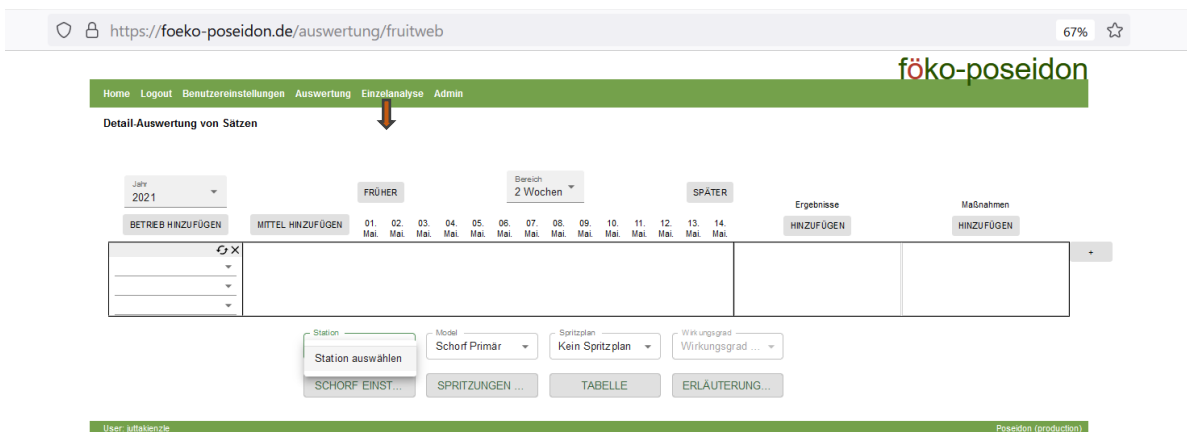 https://foeko-poseidon.de/auswertung/fruitweb 67%
föko-poseidon
Home Logout Benutzereinstellungen Auswertung Einzelanalyse Admin
Detail-Auswertung von Sätzen
Jahr
2021
FRÜHER
Bereich
2 Wochen
SPÄTER
Ergebnisse
Maßnahmen
BETRIEB HINZUFÜGEN MITTEL HINZUFÜGEN 01. 02. 03. 04. 05. 06. 07. 08. 09. 10. 11. 12. 13. 14. HINZUFÜGEN HINZUFÜGEN
Mai. Mai. Mai. Mai. Mai. Mai. Mai. Mai. Mai. Mai. Mai. Mai. Mai. Mai.
+
Station Model Spritzplan Wirkungsgrad
Station auswählen Schorf Primär Kein Spritzplan Wirkungsgrad ...
SCHORF EINST... SPRITZUNGEN ... TABELLE ERLÄUTERUNG...
User: juttakienzle Poseidon (production)